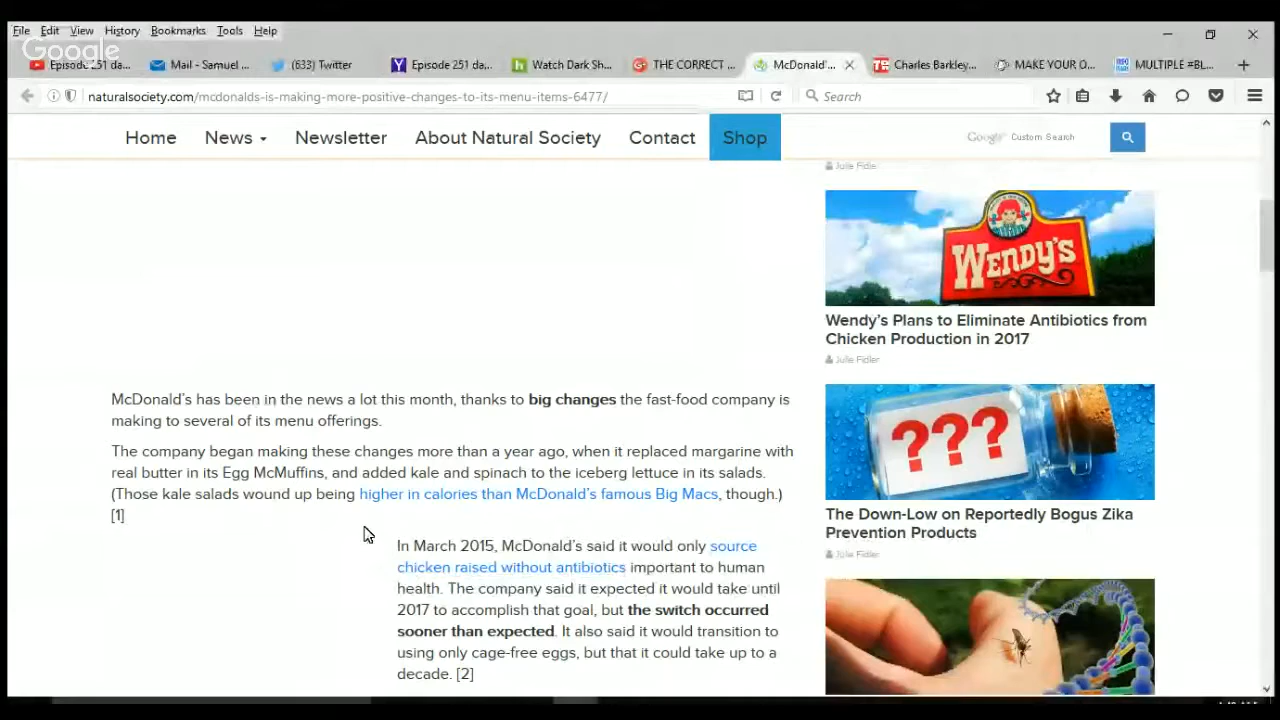 File Edit View History Bookmarks Tools Help
Google
Episode 251 da... Mail - Samuel ... (633) Twitter Episode 251 da... Watch Dark Sh... THE CORRECT ... McDonald'... Charles Barkley... MAKE YOUR O... MULTIPLE #BL...
naturalsociety.com/mcdonalds-is-making-more-positive-changes-to-its-menu-items-6477/ Search
Home News Newsletter About Natural Society Contact Shop Google Custom Search
Julie Fidler
WENDY'S
Wendy's Plans to Eliminate Antibiotics from
Chicken Production in 2017
Julie Fidler
McDonald's has been in the news a lot this month, thanks to big changes the fast-food company is
making to several of its menu offerings.
The company began making these changes more than a year ago, when it replaced margarine with
real butter in its Egg McMuffins, and added kale and spinach to the iceberg lettuce in its salads.
(Those kale salads wound up being higher in calories than McDonald's famous Big Macs, though.)
[1]
???
The Down-Low on Reportedly Bogus Zika
Prevention Products
Julie Fidler
In March 2015, McDonald's said it would only source
chicken raised without antibiotics important to human
health. The company said it expected it would take until
2017 to accomplish that goal, but the switch occurred
sooner than expected. It also said it would transition to
using only cage-free eggs, but that it could take up to a
decade. [2]